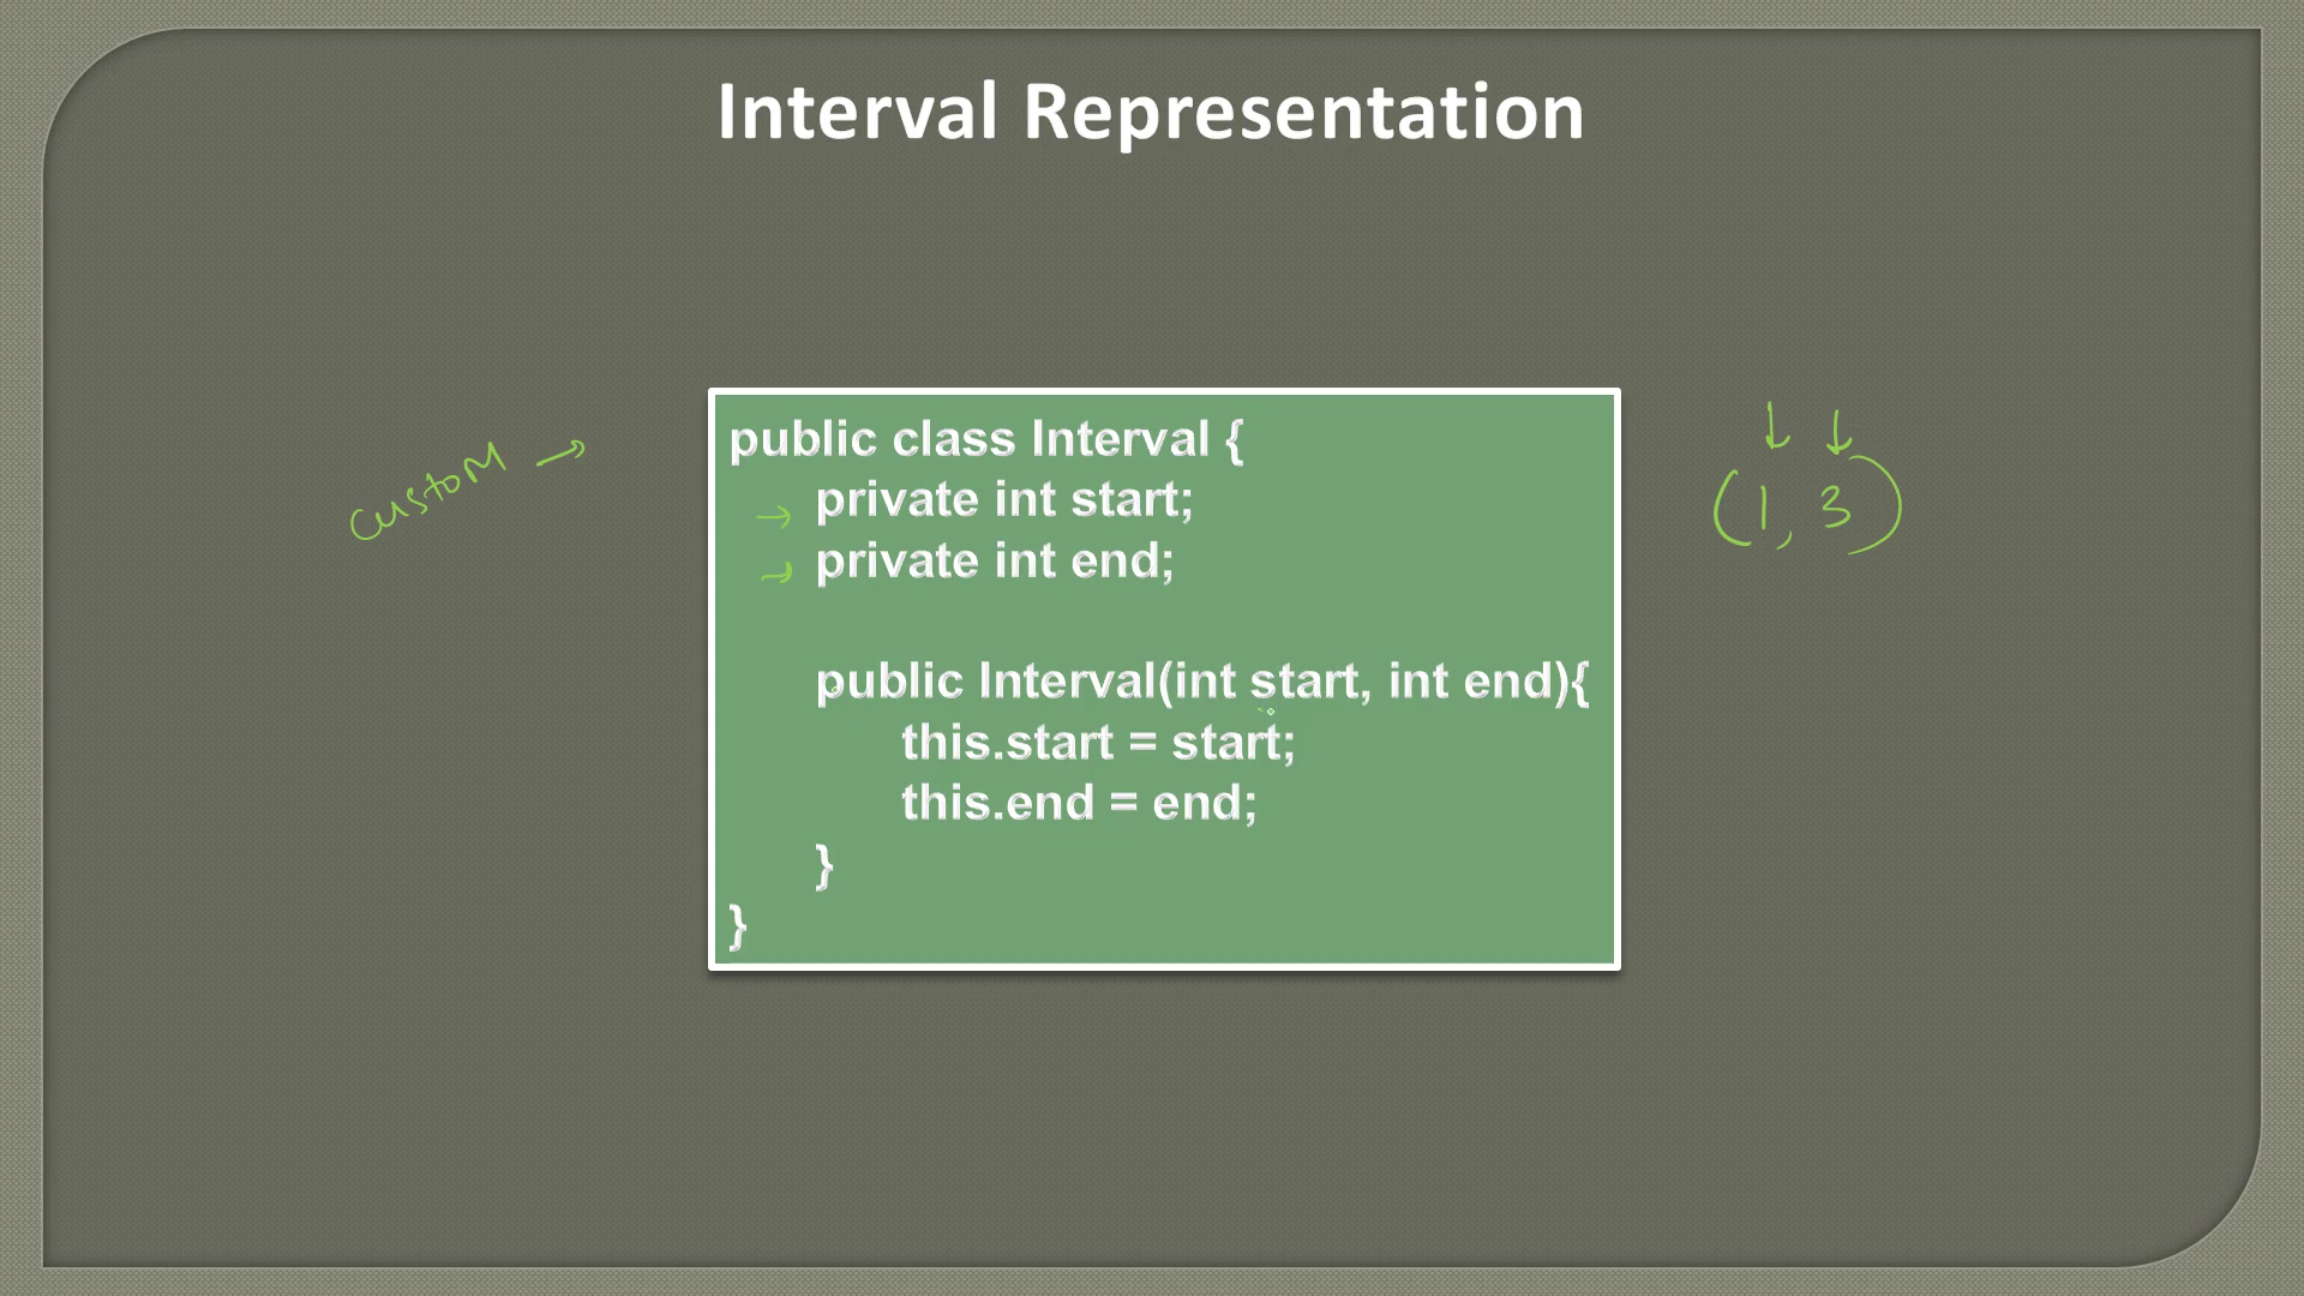 Interval Representation
custoM →
public class Interval {
→ private int start;
→ private int end;
public Interval(int start, int end){
this.start = start;
this.end = end;
}
}
↓ ↓
(1, 3)